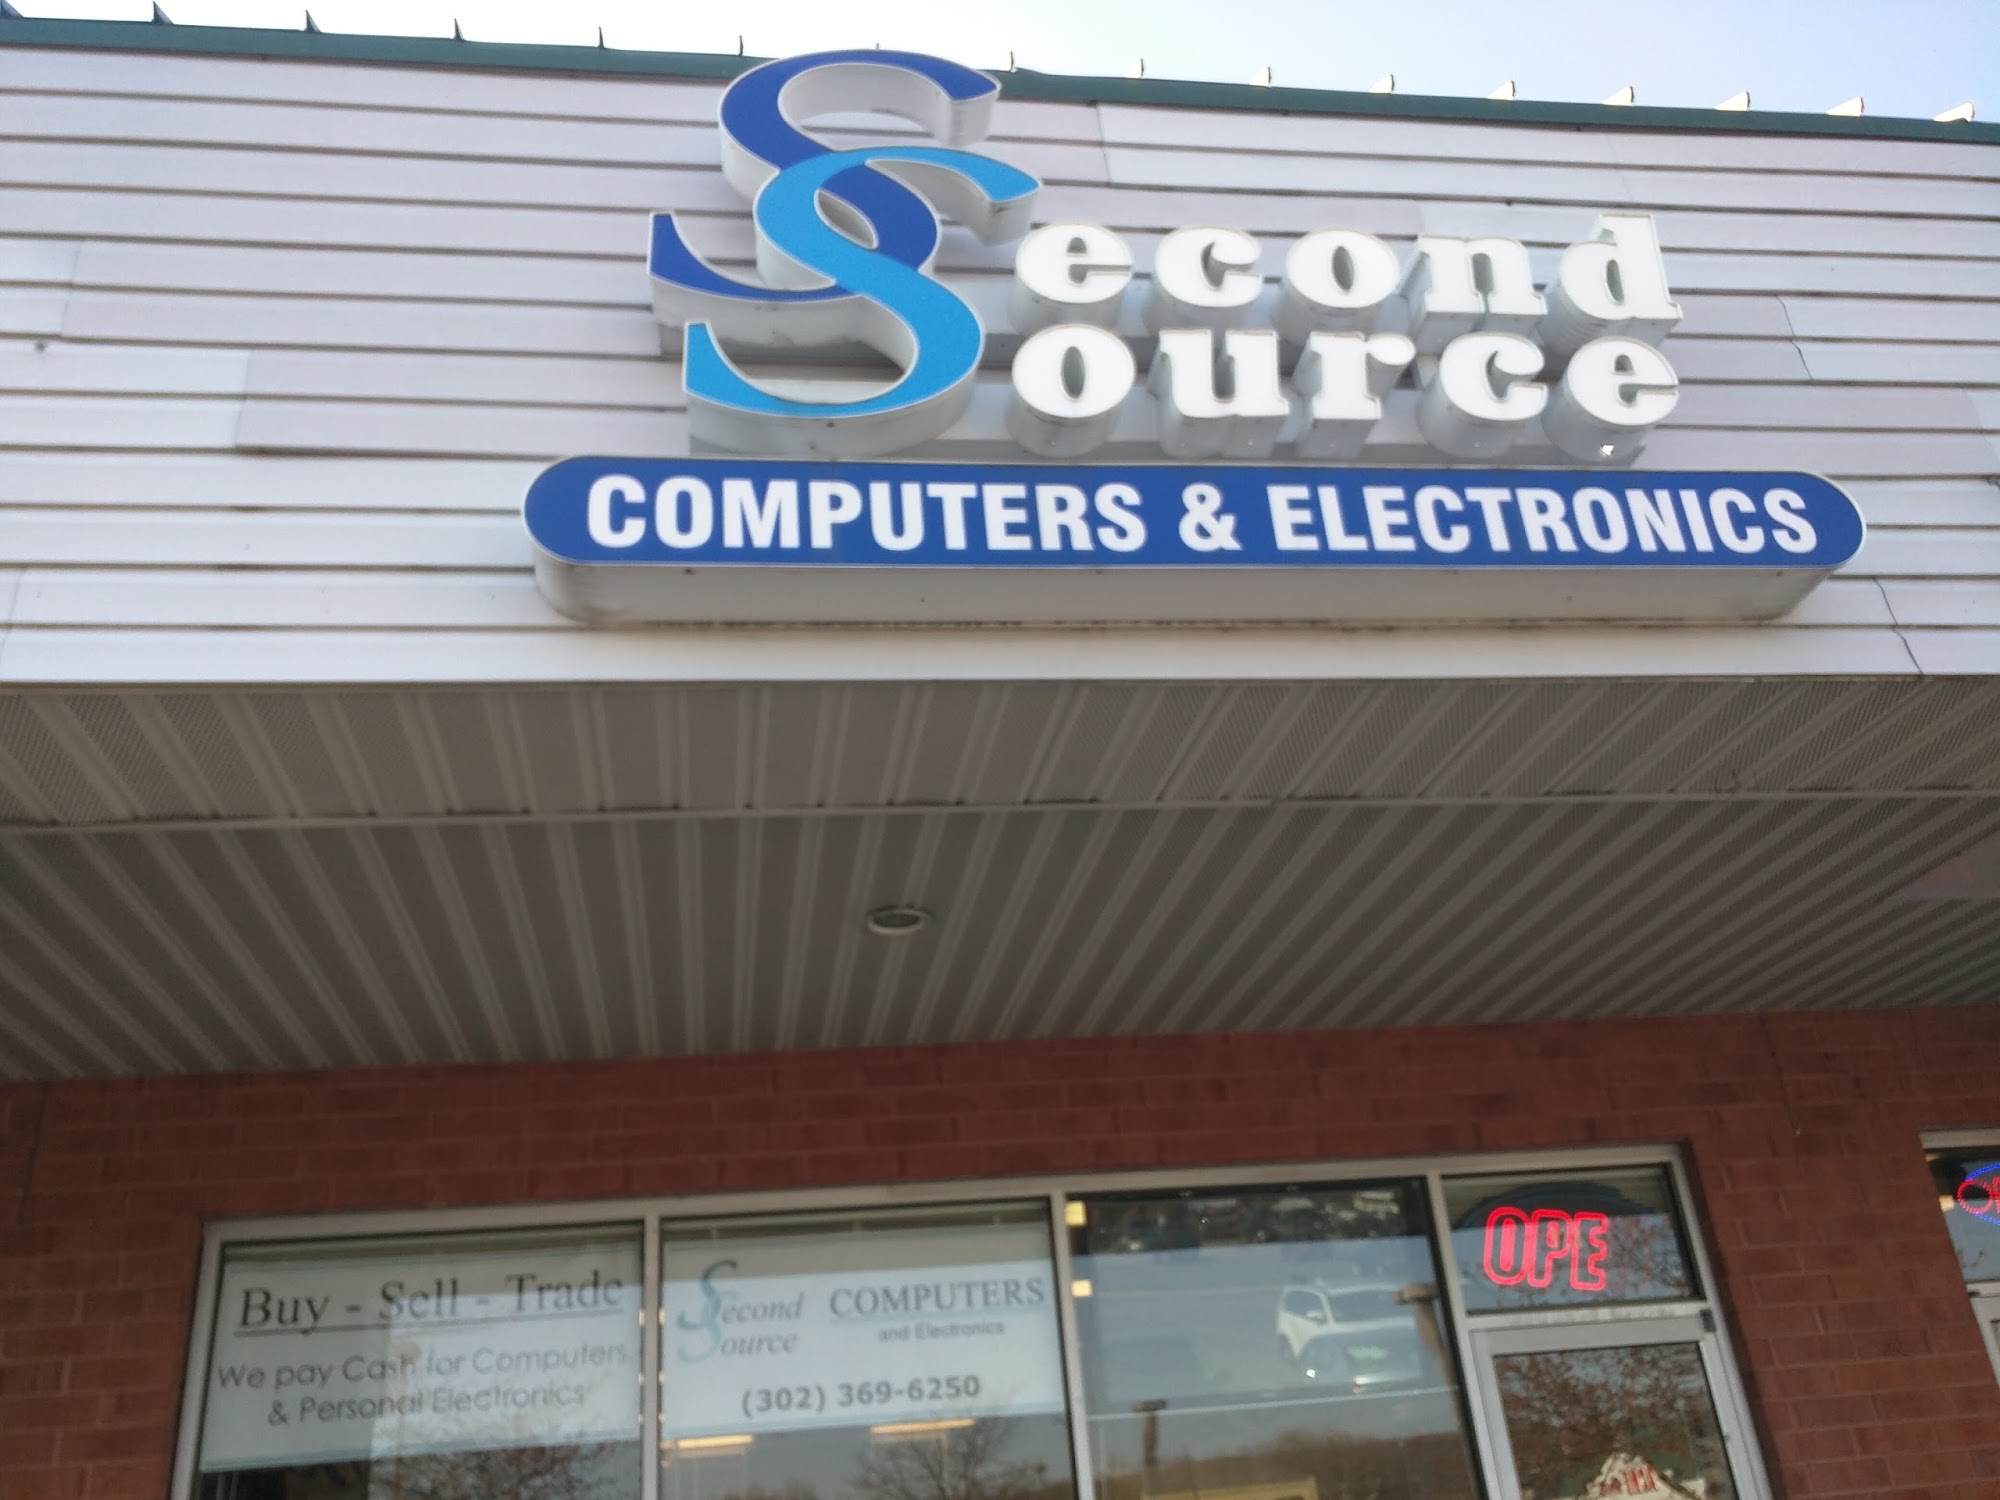 Second
Source
COMPUTERS & ELECTRONICS
Buy - Sell - Trade
We pay Cash for Computers
& Personal Electronics
Second
Source
COMPUTERS
and Electronics
(302) 369-6250
OPE